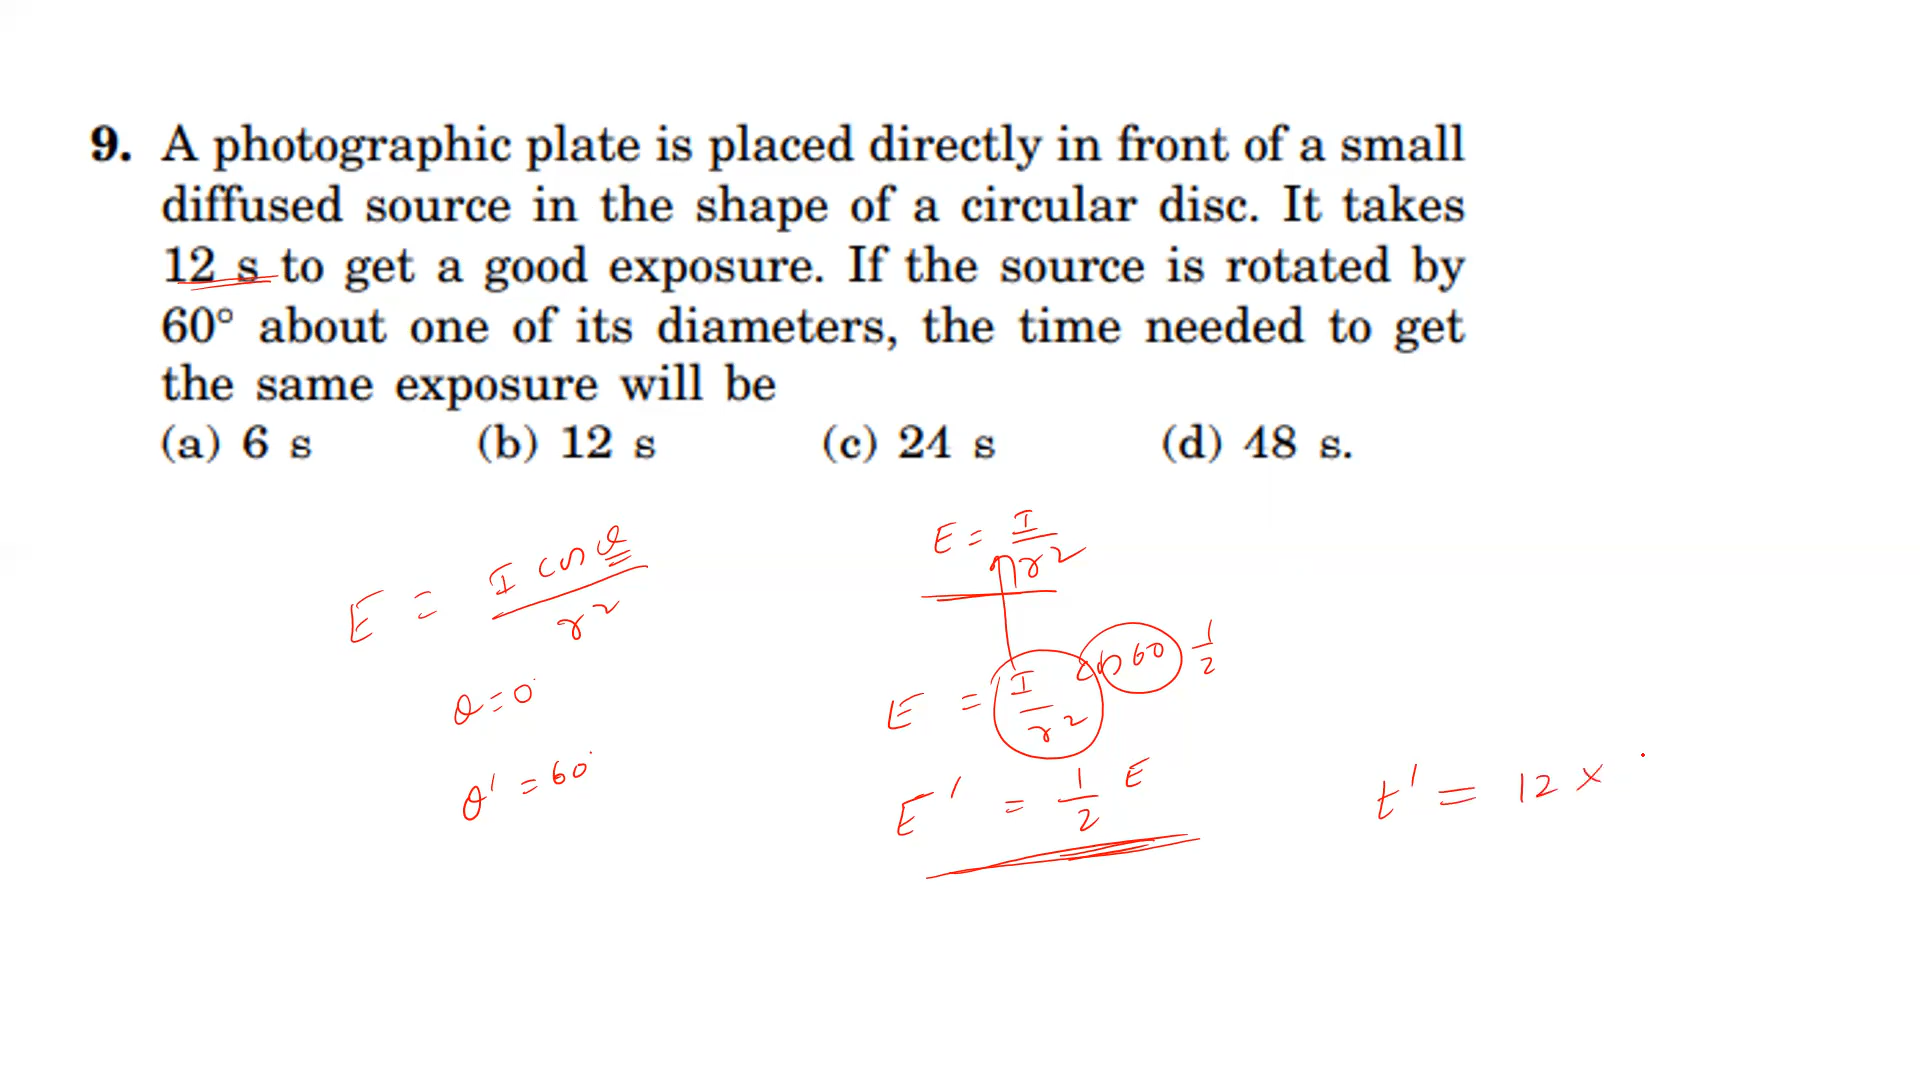 9. A photographic plate is placed directly in front of a small
diffused source in the shape of a circular disc. It takes
12 s to get a good exposure. If the source is rotated by
60° about one of its diameters, the time needed to get
the same exposure will be
(a) 6 s (b) 12 s (c) 24 s (d) 48 s.
E = I cos θ / r²
θ = 0°
θ' = 60°
E = I / r²
E = I / r² cos 60 1/2
E' = 1/2 E
t' = 12 ×